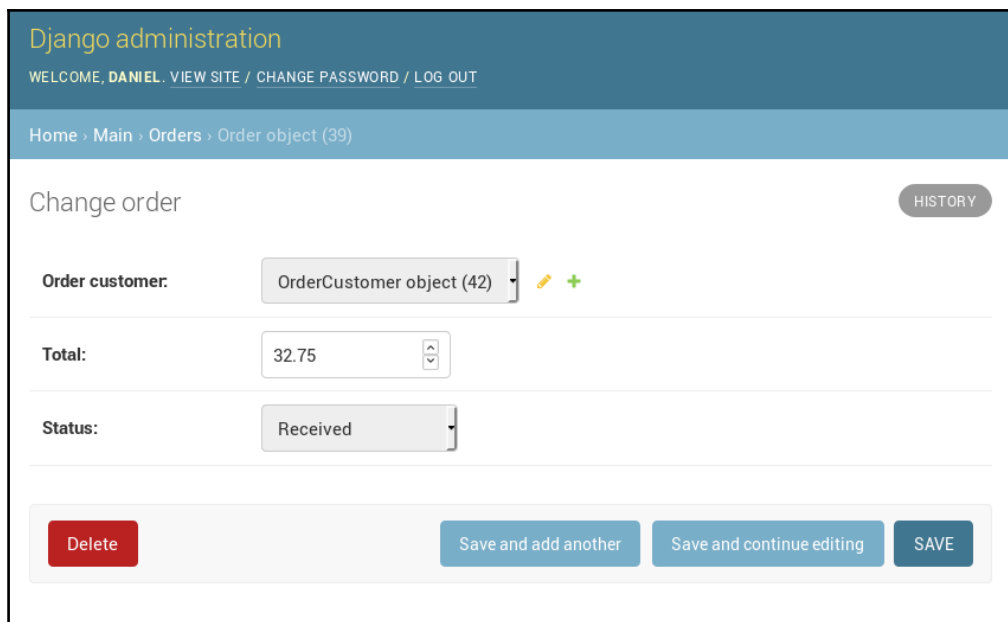 Django administration
WELCOME, DANIEL. VIEW SITE / CHANGE PASSWORD / LOG OUT
Home › Main › Orders › Order object (39)
Change order
HISTORY
Order customer: OrderCustomer object (42)
Total: 32.75
Status: Received
Delete Save and add another Save and continue editing SAVE